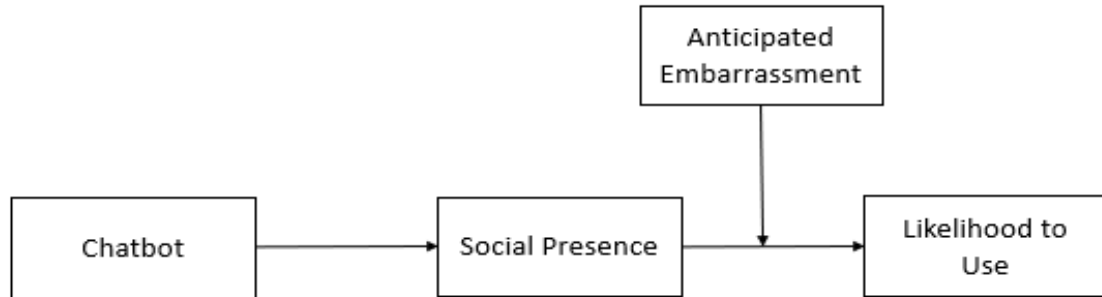 Anticipated
Embarrassment
Chatbot
Social Presence
Likelihood to
Use